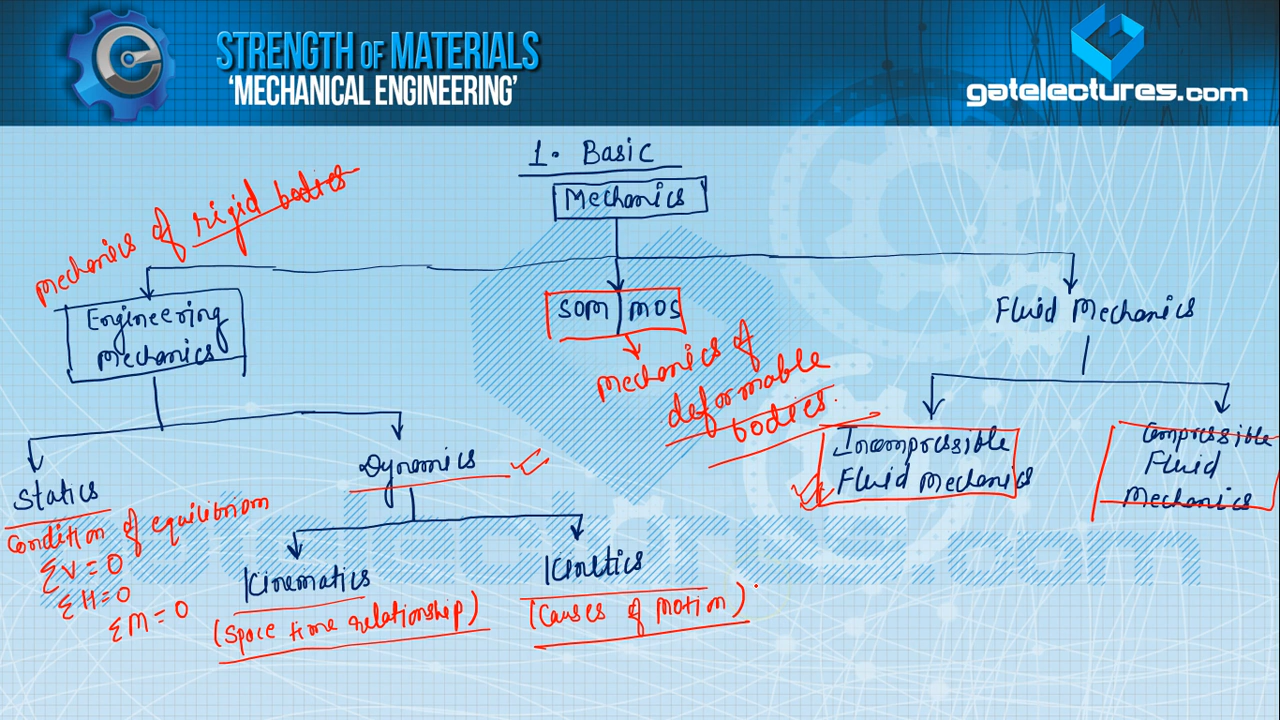 STRENGTH OF MATERIALS
'MECHANICAL ENGINEERING'
gatelectures.com
1. Basic
Mechanics
Mechanics of rigid bodies
Engineering
Mechanics
SOM | MOS
Fluid Mechanics
Mechanics of
deformable
bodies.
Statics
Condition of equilibriom
ΣV = 0
ΣH = 0
ΣM = 0
Dynamics
Kinematics
(Space time relationship)
Kinetics
(Causes of Motion)
Incompressible
Fluid Mechanics
Compressible
Fluid
Mechanics